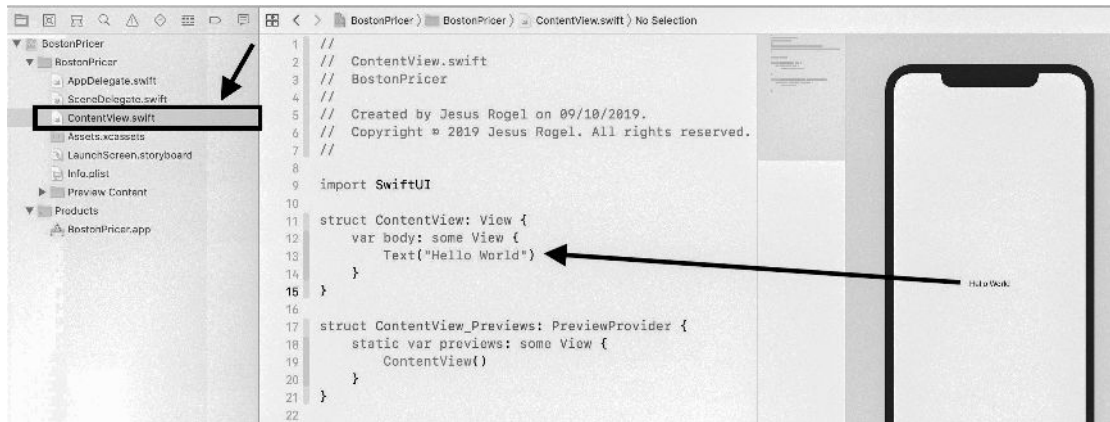 BostonPricer
BostonPricer
AppDelegate.swift
SceneDelegate.swift
ContentView.swift
Assets.xcassets
LaunchScreen.storyboard
Info.plist
Preview Content
Products
BostonPricer.app
BostonPricer BostonPricer ContentView.swift No Selection
1 //
2 // ContentView.swift
3 // BostonPricer
4 //
5 // Created by Jesus Rogel on 09/10/2019.
6 // Copyright © 2019 Jesus Rogel. All rights reserved.
7 //
8
9 import SwiftUI
10
11 struct ContentView: View {
12 var body: some View {
13 Text("Hello World")
14 }
15 }
16
17 struct ContentView_Previews: PreviewProvider {
18 static var previews: some View {
19 ContentView()
20 }
21 }
22
Hello World